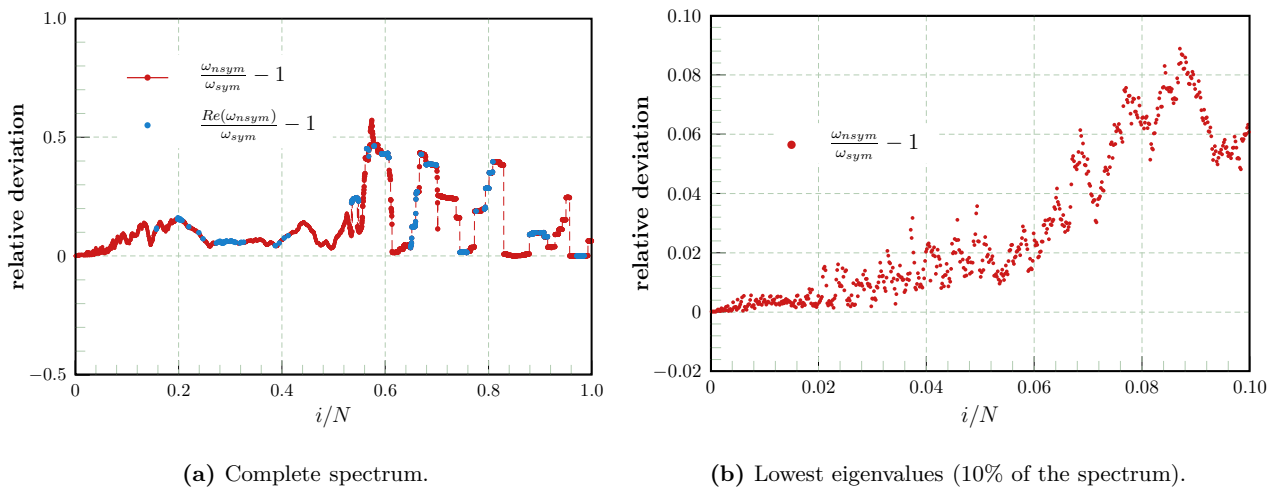 1.0
0.5
0
−0.5
0
0.2
0.4
0.6
0.8
1.0
relative deviation
i/N
ω_nsym/ω_sym − 1
Re(ω_nsym)/ω_sym − 1
(a) Complete spectrum.
0.10
0.08
0.06
0.04
0.02
0
−0.02
0
0.02
0.04
0.06
0.08
0.10
relative deviation
i/N
ω_nsym/ω_sym − 1
(b) Lowest eigenvalues (10% of the spectrum).